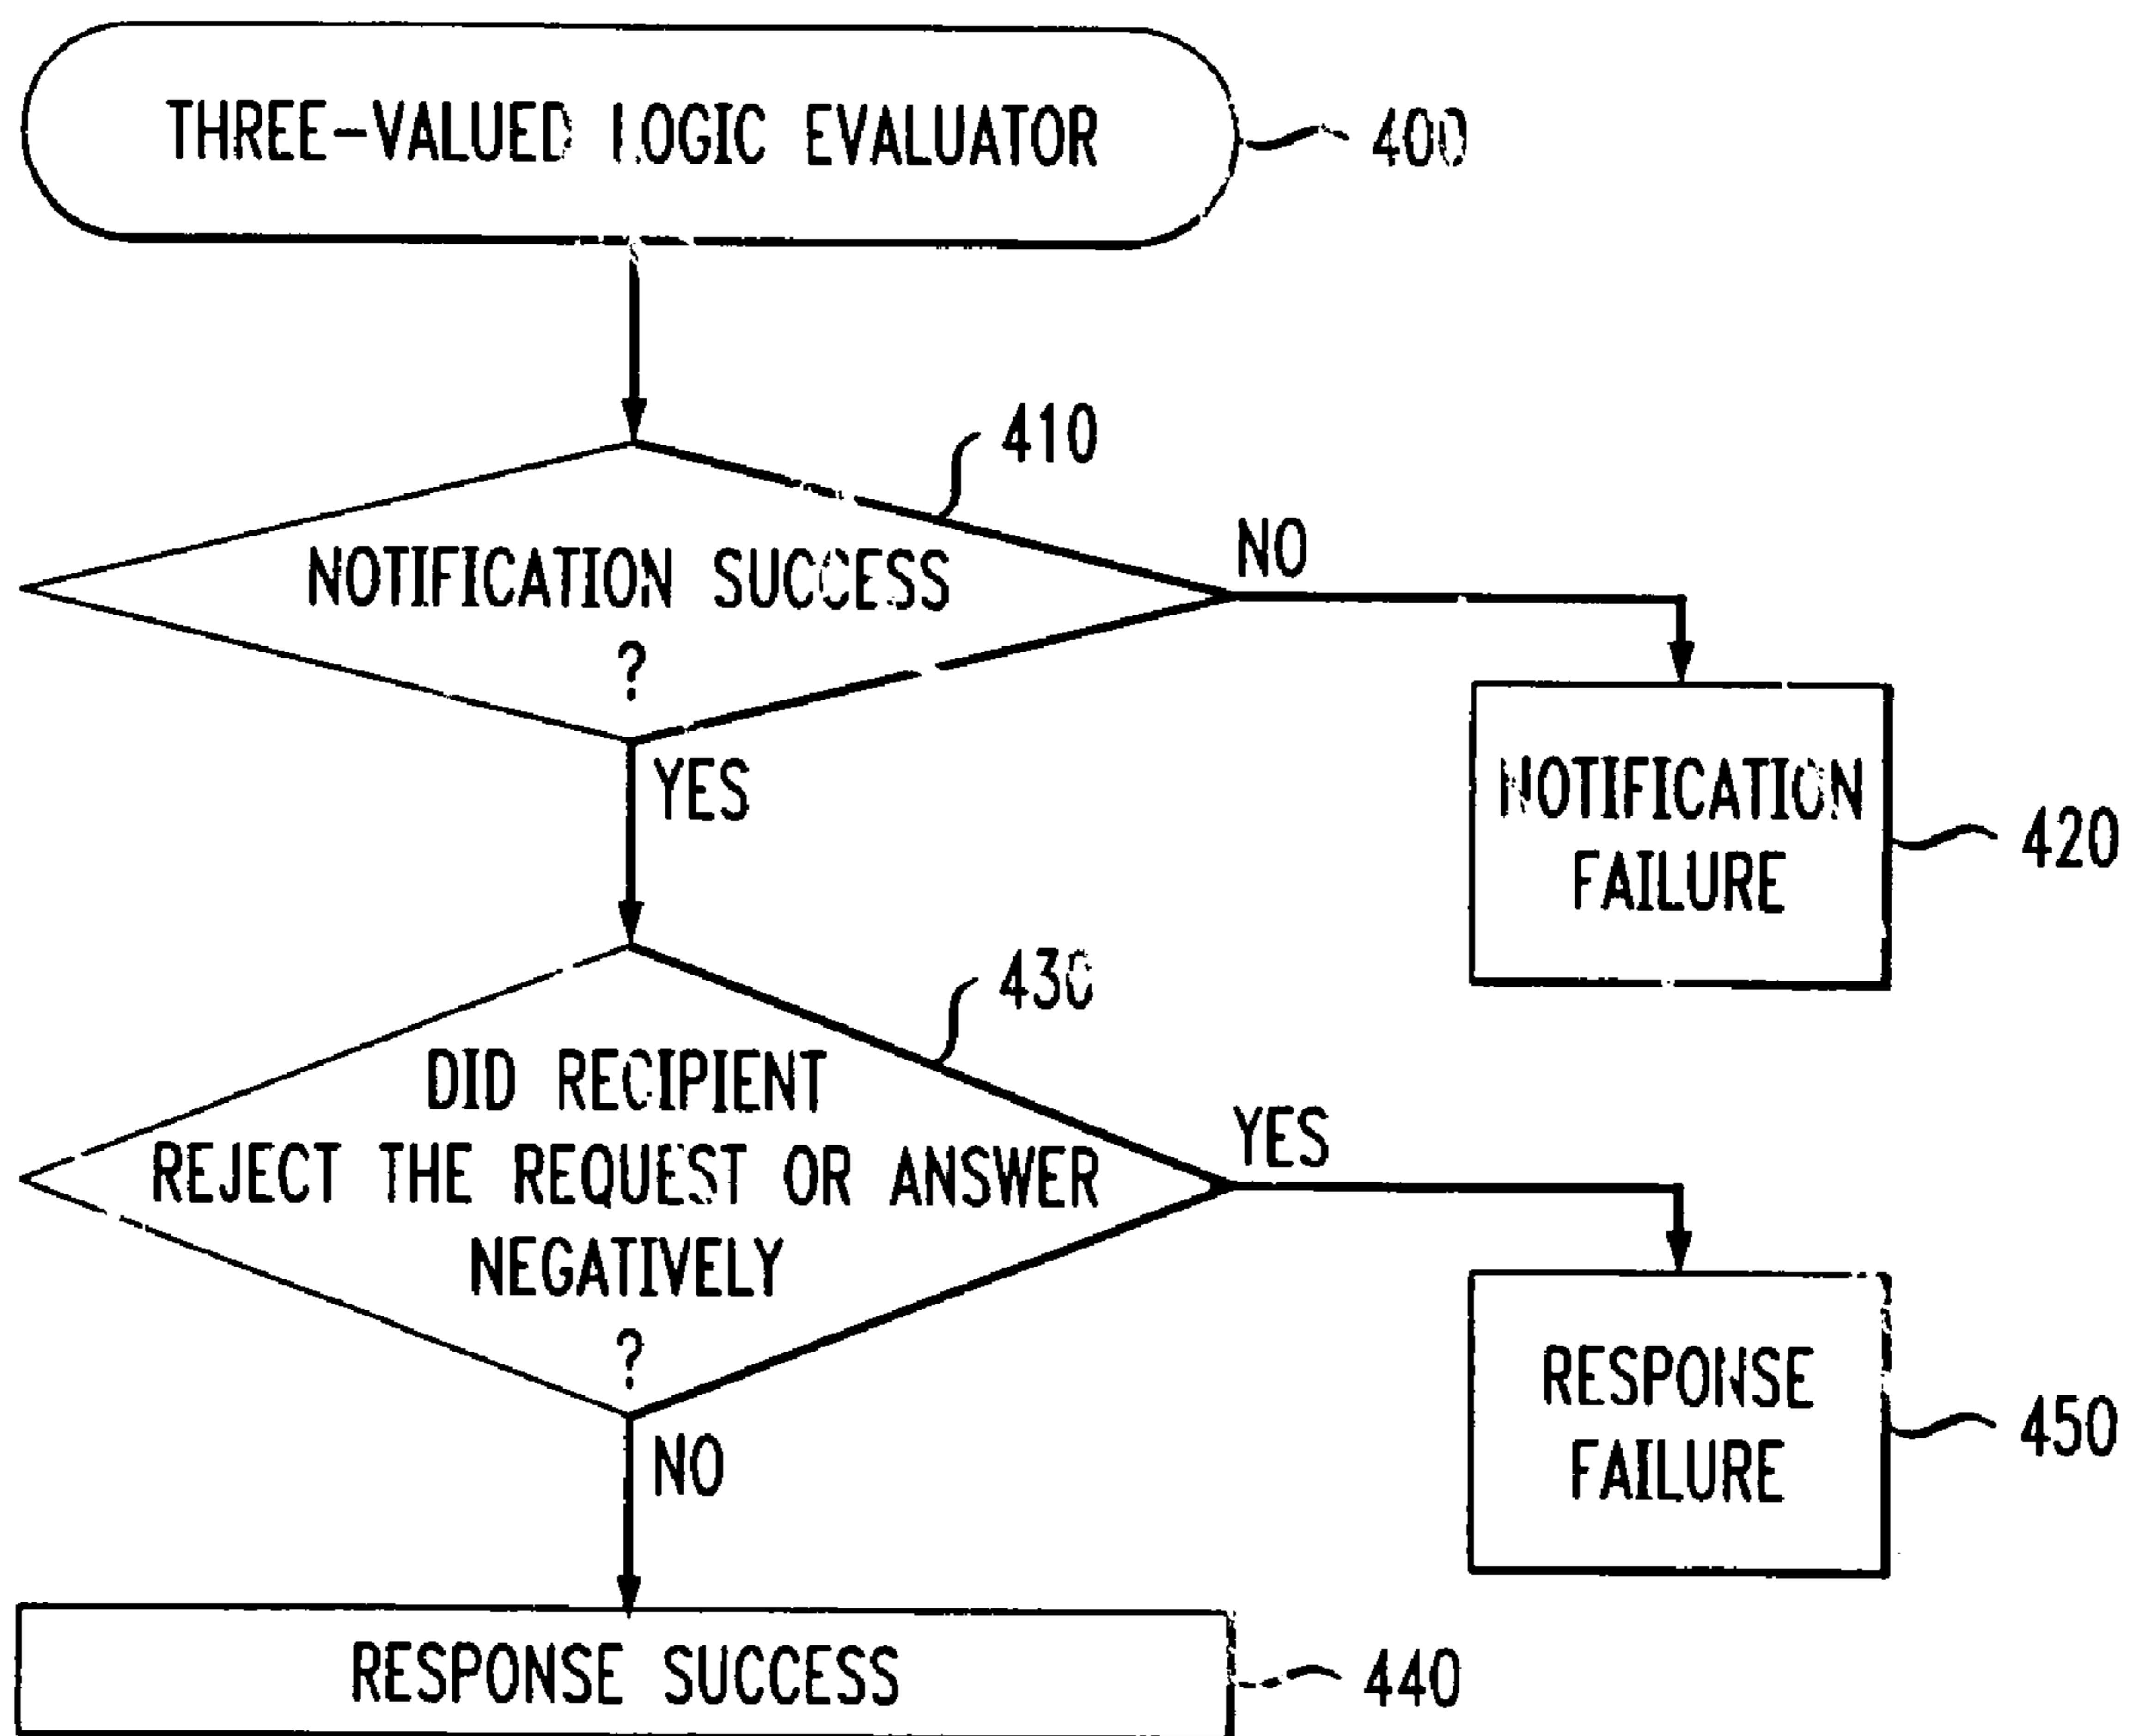 THREE-VALUED LOGIC EVALUATOR
400
410
NOTIFICATION SUCCESS
?
NO
YES
NOTIFICATION
FAILURE
420
430
DID RECIPIENT
REJECT THE REQUEST OR ANSWER
NEGATIVELY
?
YES
NO
RESPONSE
FAILURE
450
RESPONSE SUCCESS
440